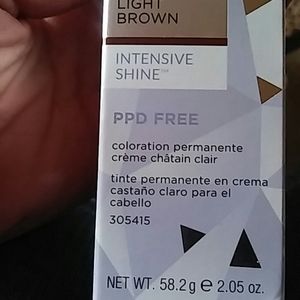 LIGHT
BROWN
INTENSIVE
SHINE™
PPD FREE
coloration permanente
crème châtain clair
tinte permanente en crema
castaño claro para el
cabello
305415
NET WT. 58.2g e 2.05 oz.